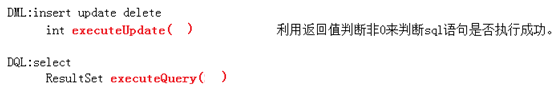 DML:insert update delete
int executeUpdate( ) 利用返回值判断非0来判断sql语句是否执行成功。
DQL:select
ResultSet executeQuery( )